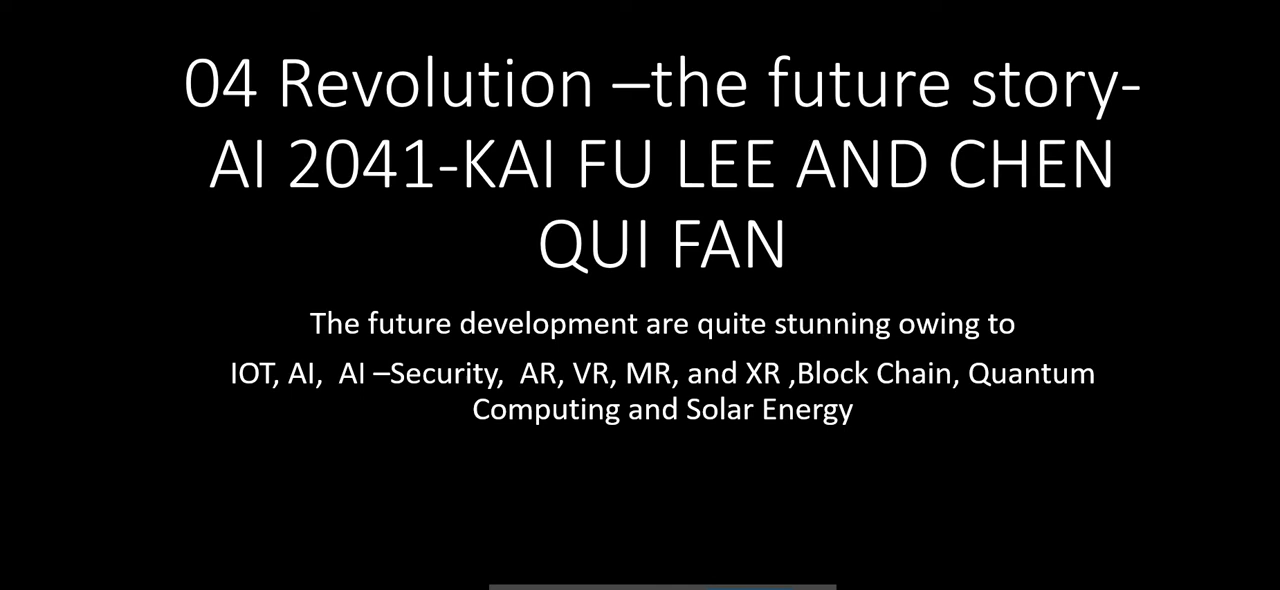 04 Revolution –the future story-
AI 2041-KAI FU LEE AND CHEN
QUI FAN
The future development are quite stunning owing to
IOT, AI,  AI –Security,  AR, VR, MR, and XR ,Block Chain, Quantum
Computing and Solar Energy